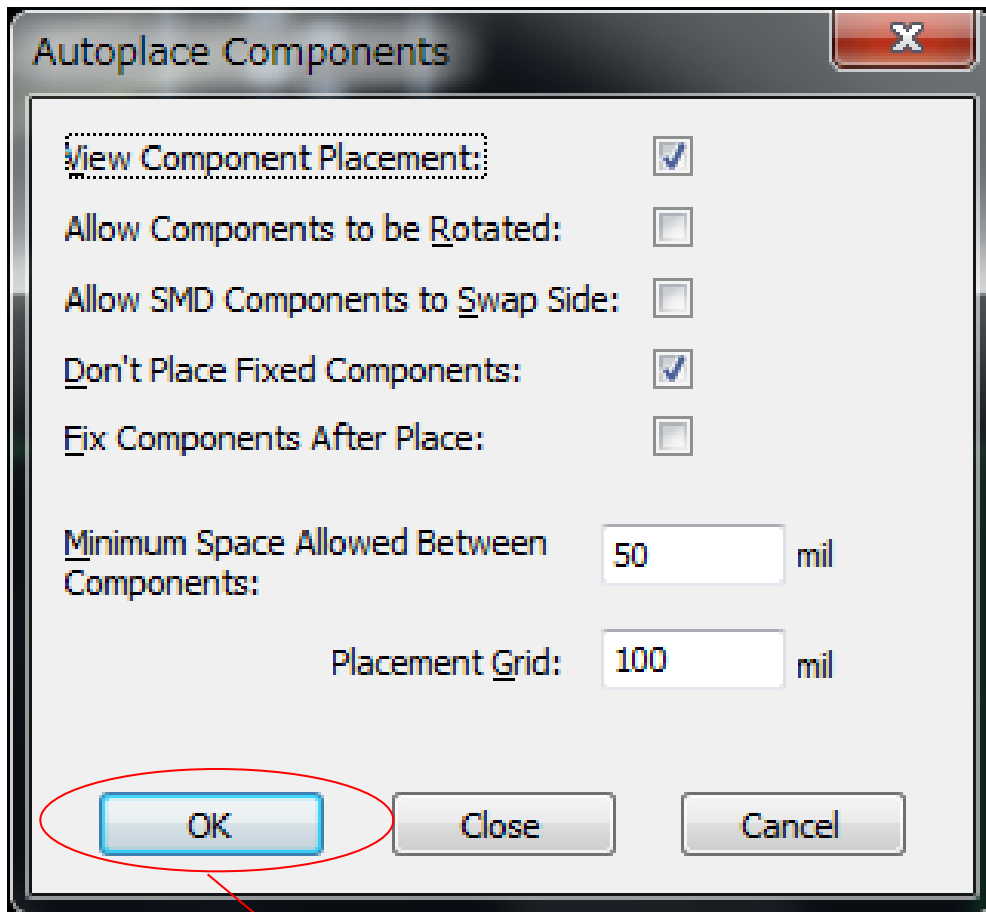 Autoplace Components
View Component Placement:
Allow Components to be Rotated:
Allow SMD Components to Swap Side:
Don't Place Fixed Components:
Fix Components After Place:
Minimum Space Allowed Between
Components:
50 mil
Placement Grid: 100 mil
OK Close Cancel